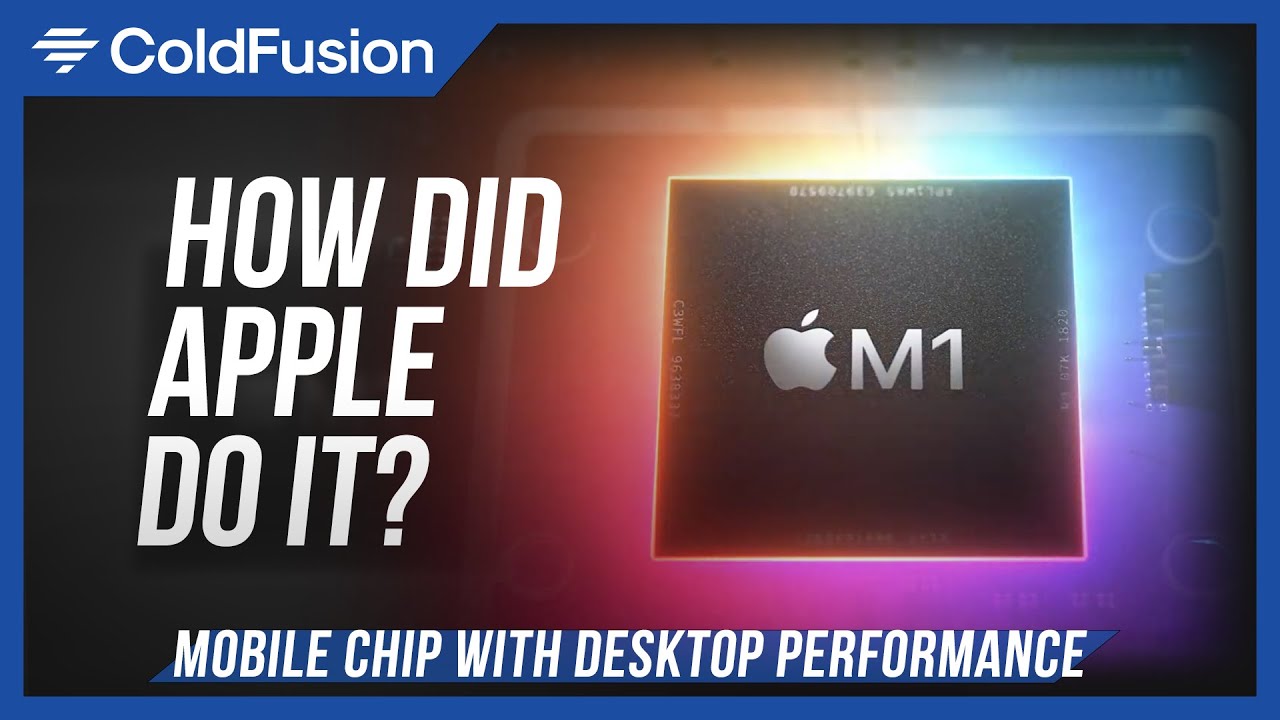 ColdFusion
HOW DID
APPLE
DO IT?
M1
MOBILE CHIP WITH DESKTOP PERFORMANCE